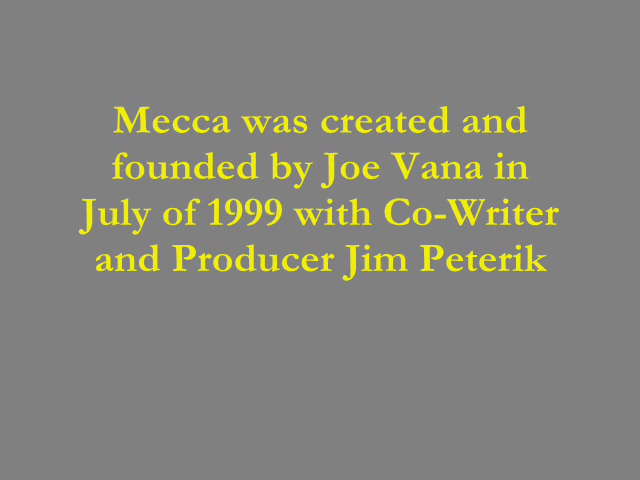 Mecca was created and
founded by Joe Vana in
July of 1999 with Co-Writer
and Producer Jim Peterik